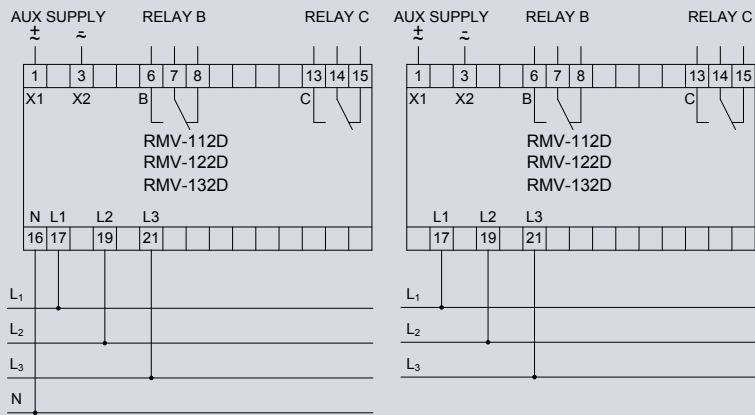 AUX SUPPLY RELAY B RELAY C
± ~
~
1 3 6 7 8 13 14 15
X1 X2 B C
RMV-112D
RMV-122D
RMV-132D
N L1 L2 L3
16 17 19 21
L₁
L₂
L₃
N
AUX SUPPLY RELAY B RELAY C
± ~
~
1 3 6 7 8 13 14 15
X1 X2 B C
RMV-112D
RMV-122D
RMV-132D
L1 L2 L3
17 19 21
L₁
L₂
L₃